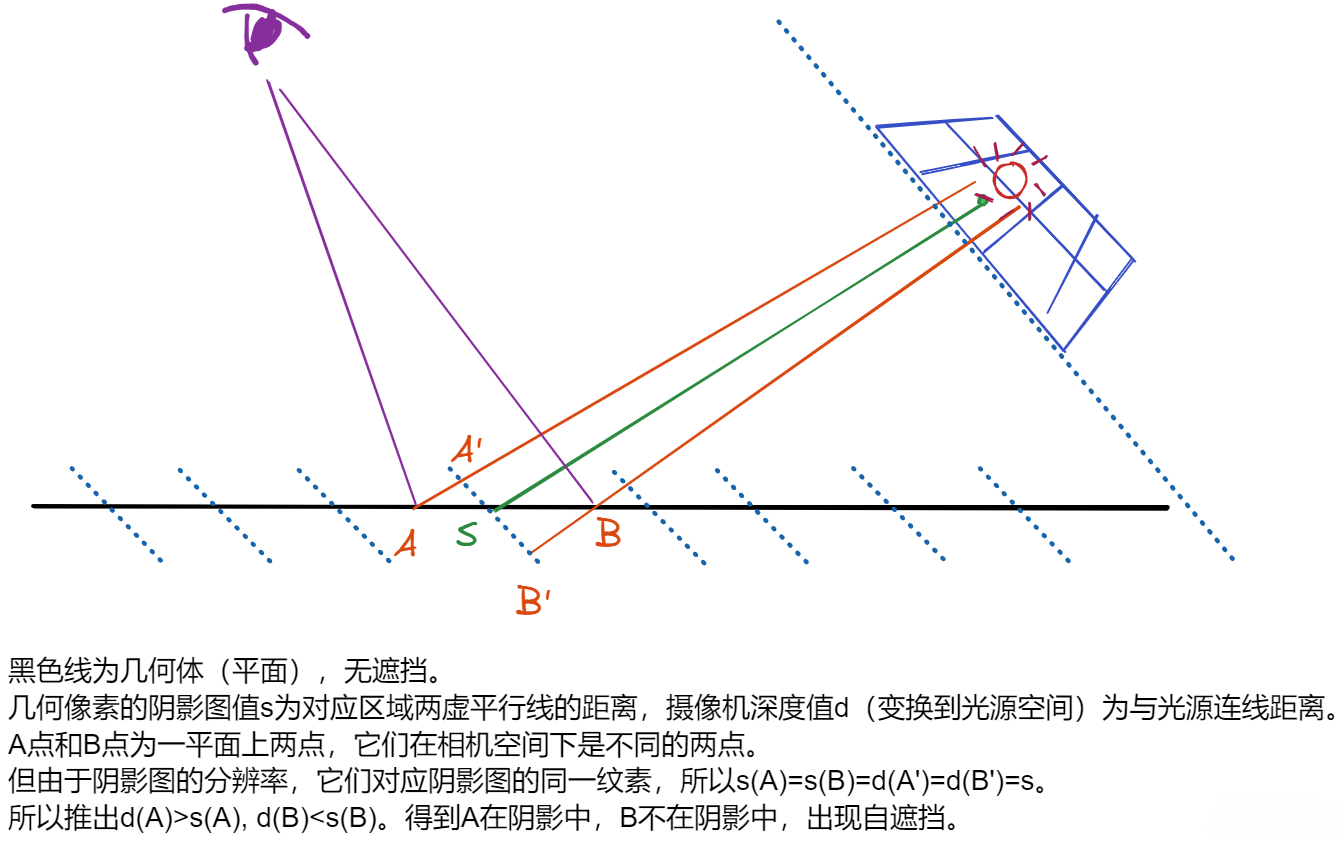 A'
A
S
B
B'
黑色线为几何体（平面），无遮挡。
几何像素的阴影图值s为对应区域两虚平行线的距离，摄像机深度值d（变换到光源空间）为与光源连线距离。
A点和B点为一平面上两点，它们在相机空间下是不同的两点。
但由于阴影图的分辨率，它们对应阴影图的同一纹素，所以s(A)=s(B)=d(A')=d(B')=s。
所以推出d(A)>s(A), d(B)<s(B)。得到A在阴影中，B不在阴影中，出现自遮挡。